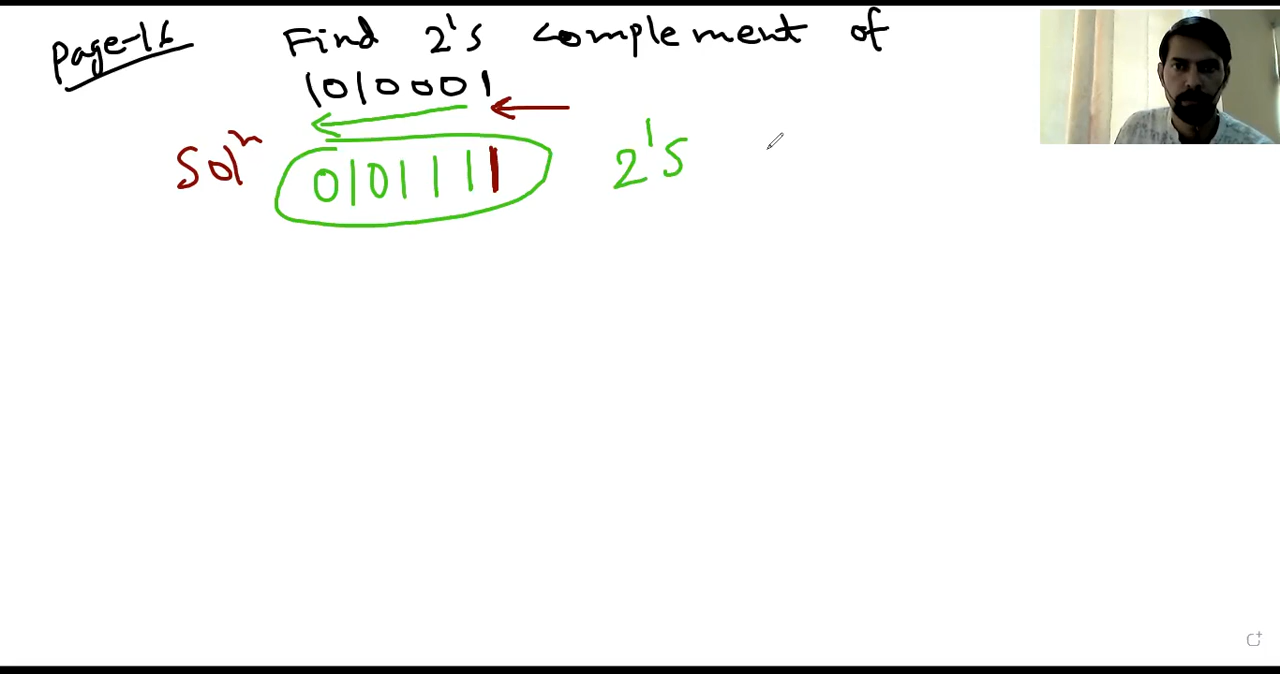 Page-16 Find 2's complement of
1010001
Solⁿ 0101111 2's